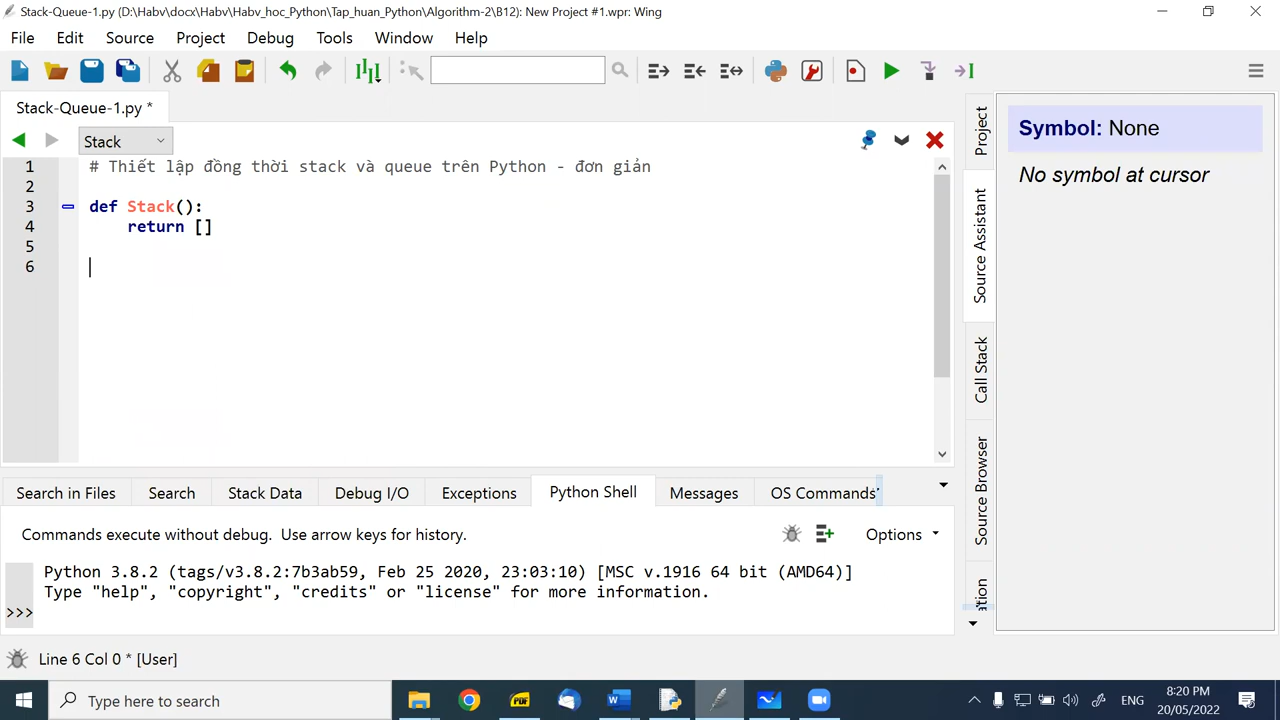 Stack-Queue-1.py (D:\Habv\docx\Habv\Habv_hoc_Python\Tap_huan_Python\Algorithm-2\B12): New Project #1.wpr: Wing
File Edit Source Project Debug Tools Window Help
Stack-Queue-1.py *
Stack
1 # Thiết lập đồng thời stack và queue trên Python - đơn giản
2
3 def Stack():
4 return []
5
6
Symbol: None
No symbol at cursor
Project
Source Assistant
Call Stack
Source Browser
Search in Files Search Stack Data Debug I/O Exceptions Python Shell Messages OS Commands
Commands execute without debug. Use arrow keys for history.
Options
Python 3.8.2 (tags/v3.8.2:7b3ab59, Feb 25 2020, 23:03:10) [MSC v.1916 64 bit (AMD64)]
Type "help", "copyright", "credits" or "license" for more information.
>>>
Line 6 Col 0 * [User]
Type here to search
PDF
ENG
8:20 PM
20/05/2022